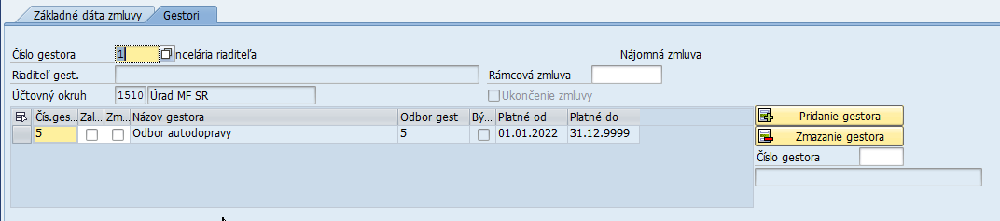 Základné dáta zmluvy Gestori
Číslo gestora 1 ncelária riaditeľa Nájomná zmluva
Riaditeľ gest. Rámcová zmluva
Účtovný okruh 1510 Úrad MF SR Ukončenie zmluvy
Čís.ges... Zal... Zm... Názov gestora Odbor gest Bý... Platné od Platné do
5 Odbor autodopravy 5 01.01.2022 31.12.9999
Pridanie gestora
Zmazanie gestora
Číslo gestora